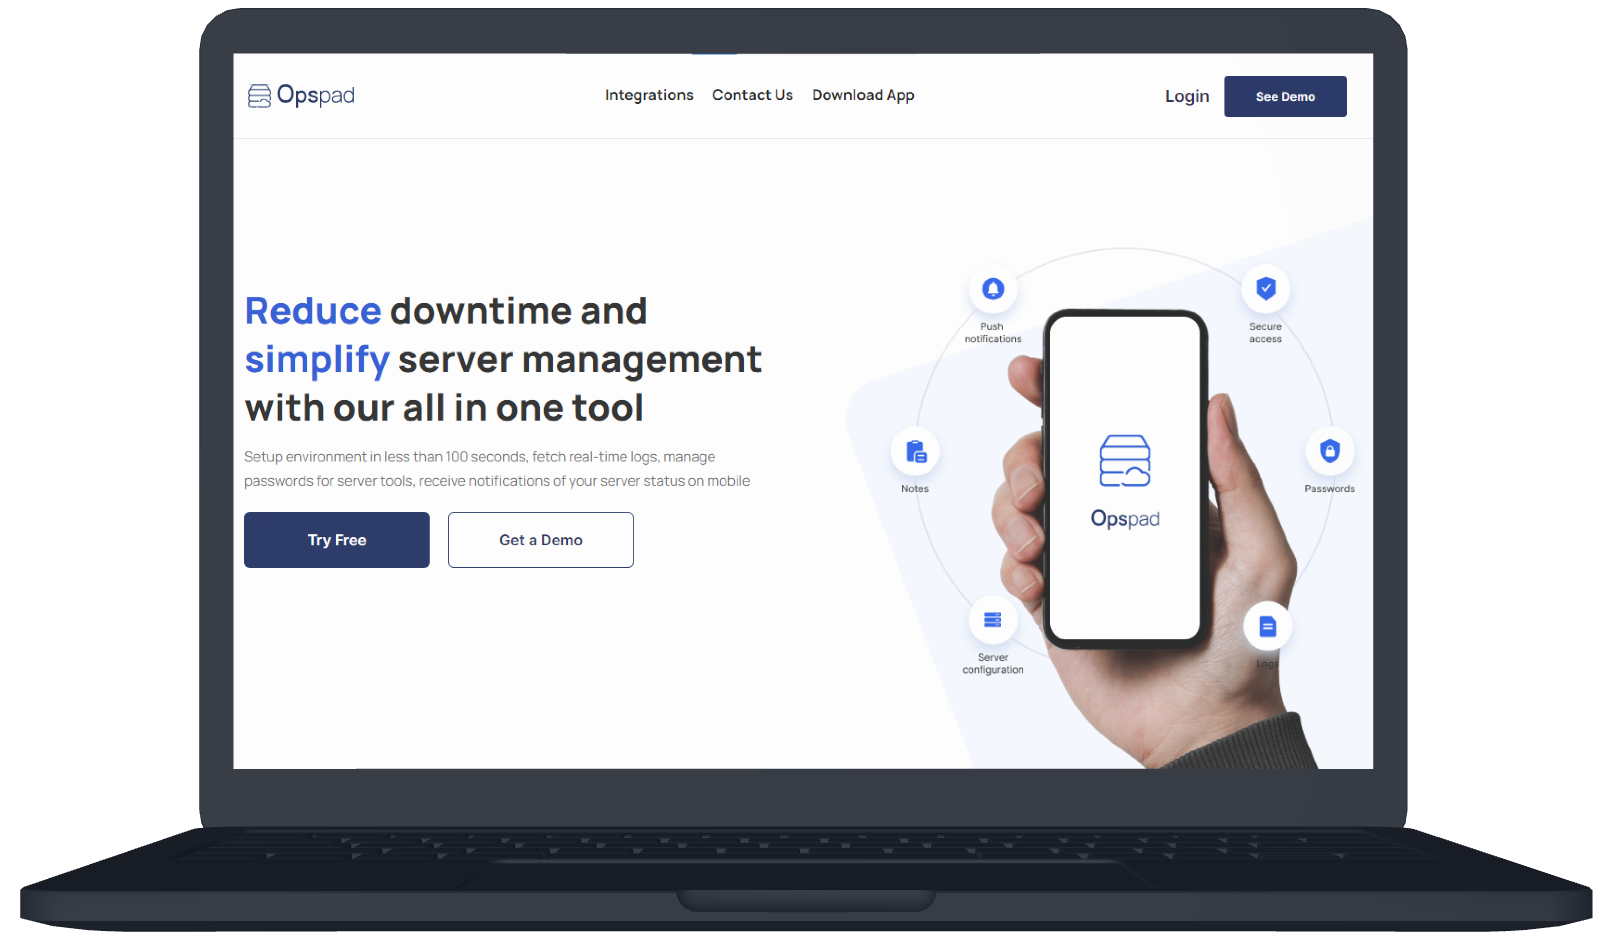 Opspad
Integrations Contact Us Download App
Login
See Demo
Reduce downtime and
simplify server management
with our all in one tool
Setup environment in less than 100 seconds, fetch real-time logs, manage
passwords for server tools, receive notifications of your server status on mobile
Try Free
Get a Demo
Push
notifications
Secure
access
Notes
Passwords
Opspad
Server
configuration
Logs